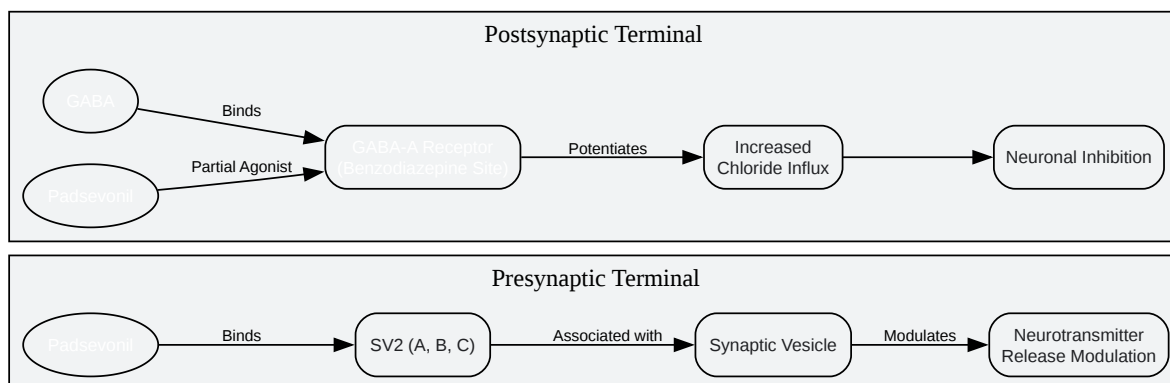 Postsynaptic Terminal
GABA
Binds
Padsevonil
Partial Agonist
GABA-A Receptor
(Benzodiazepine Site)
Potentiates
Increased
Chloride Influx
Neuronal Inhibition
Presynaptic Terminal
Padsevonil
Binds
SV2 (A, B, C)
Associated with
Synaptic Vesicle
Modulates
Neurotransmitter
Release Modulation